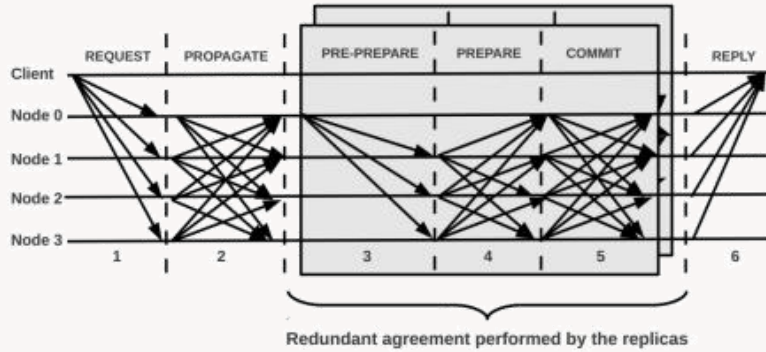 REQUEST PROPAGATE PRE-PREPARE PREPARE COMMIT REPLY
Client
Node 0
Node 1
Node 2
Node 3
1 2 3 4 5 6
Redundant agreement performed by the replicas